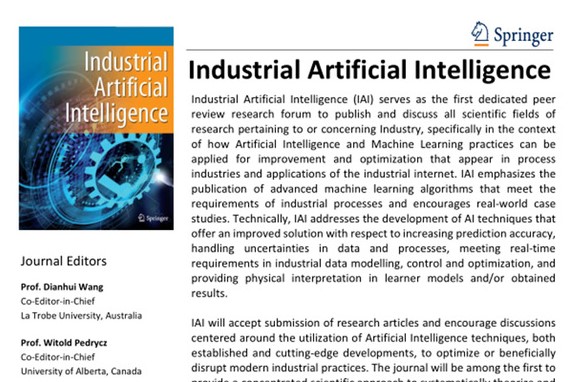 Springer
Industrial
Artificial
Intelligence
Springer
Industrial Artificial Intelligence
Industrial Artificial Intelligence (IAI) serves as the first dedicated peer
review research forum to publish and discuss all scientific fields of
research pertaining to or concerning Industry, specifically in the context
of how Artificial Intelligence and Machine Learning practices can be
applied for improvement and optimization that appear in process
industries and applications of the industrial internet. IAI emphasizes the
publication of advanced machine learning algorithms that meet the
requirements of industrial processes and encourages real-world case
studies. Technically, IAI addresses the development of AI techniques that
offer an improved solution with respect to increasing prediction accuracy,
handling uncertainties in data and processes, meeting real-time
requirements in industrial data modelling, control and optimization, and
providing physical interpretation in learner models and/or obtained
results.
IAI will accept submission of research articles and encourage discussions
centered around the utilization of Artificial Intelligence techniques, both
established and cutting-edge developments, to optimize or beneficially
disrupt modern industrial practices. The journal will be among the first to
provide a concentrated scientific approach to systematically theorize and
Journal Editors
Prof. Dianhui Wang
Co-Editor-in-Chief
La Trobe University, Australia
Prof. Witold Pedrycz
Co-Editor-in-Chief
University of Alberta, Canada